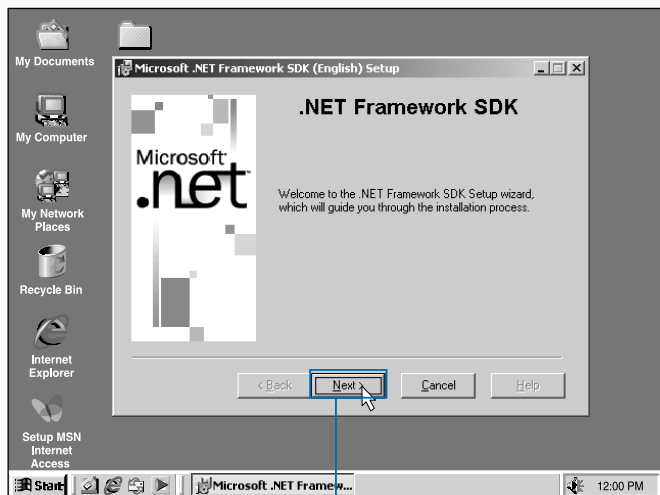 My Documents
Microsoft .NET Framework SDK (English) Setup
.NET Framework SDK
My Computer
Microsoft
.net
Welcome to the .NET Framework SDK Setup wizard,
which will guide you through the installation process.
My Network
Places
Recycle Bin
Internet
Explorer
< Back
Next >
Cancel
Help
Setup MSN
Internet
Access
Start
Microsoft .NET Framew...
12:00 PM